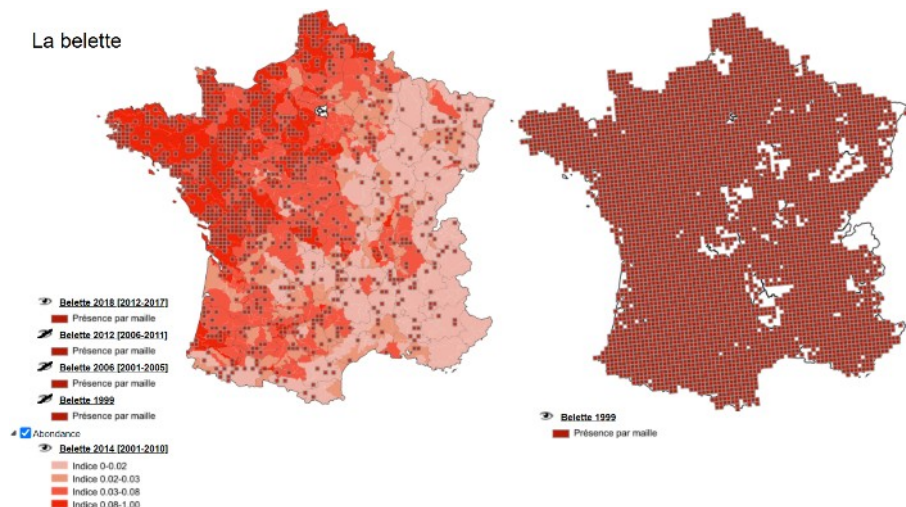 La belette
Belette 2018 [2012-2017]
Présence par maille
Belette 2012 [2006-2011]
Présence par maille
Belette 2006 [2001-2005]
Présence par maille
Belette 1999
Présence par maille
Abondance
Belette 2014 [2001-2010]
Indice 0-0.02
Indice 0.02-0.03
Indice 0.03-0.08
Indice 0.08-1.00
Belette 1999
Présence par maille